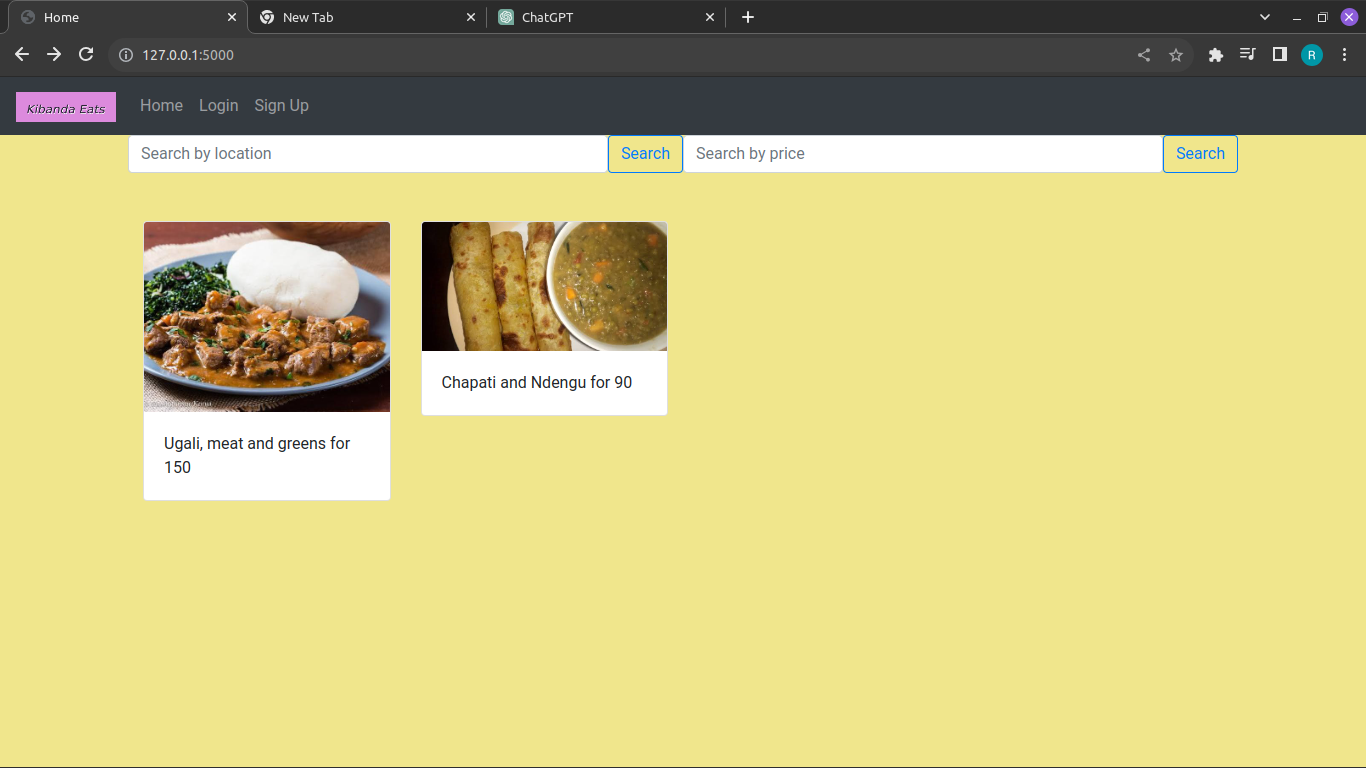 Home
New Tab
ChatGPT
127.0.0.1:5000
R
Kibanda Eats
Home Login Sign Up
Search by location Search Search by price Search
Ugali, meat and greens for
150
Chapati and Ndengu for 90